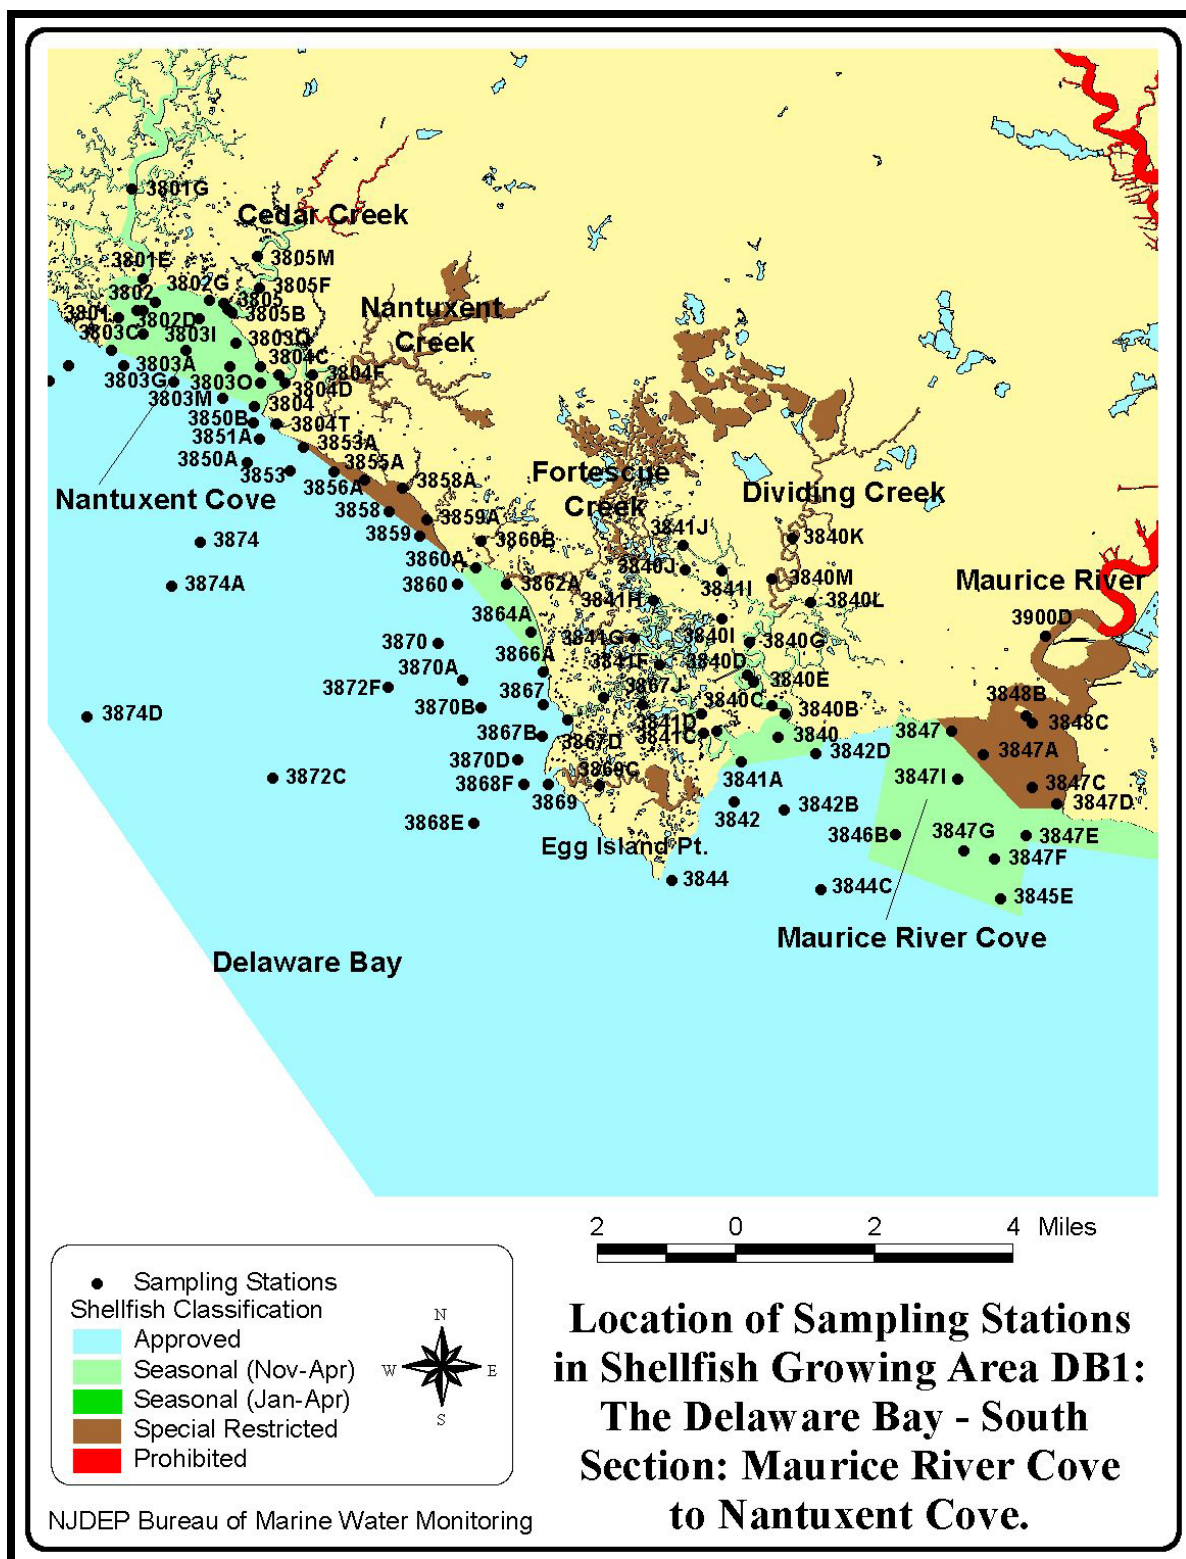 3801G
Cedar Creek
3801E
3805M
3802G
3805F
3802
3805
3801
3802D
3805B
3803C
3803I
3803Q
Nantuxent
Creek
3803A
3804C
3804F
3803G
3803O
3804D
3803M
3804
3850B
3804T
3851A
3853A
3850A
3853
3855A
3856A
3858A
Fortescue
Creek
Dividing Creek
Nantuxent Cove
3858
3859A
3874
3859
3860B
3841J
3840K
3860A
3840J
3874A
3860
3862A
3841I
3840M
Maurice River
3841H
3840L
3864A
3900D
3870
3841G
3840I
3840G
3866A
3841F
3840D
3870A
3872F
3867
3867J
3840E
3870B
3840C
3840B
3848B
3874D
3841D
3848C
3867B
3867D
3841C
3840
3847
3842D
3847A
3870D
3869C
3872C
3868F
3869
3841A
3847I
3847C
3842
3842B
3847D
3868E
3846B
3847G
3847E
Egg Island Pt.
3847F
3844
3844C
3845E
Maurice River Cove
Delaware Bay
2 0 2 4 Miles
Sampling Stations
Shellfish Classification
Approved
Seasonal (Nov-Apr)
Seasonal (Jan-Apr)
Special Restricted
Prohibited
N
W E
S
Location of Sampling Stations
in Shellfish Growing Area DB1:
The Delaware Bay - South
Section: Maurice River Cove
to Nantuxent Cove.
NJDEP Bureau of Marine Water Monitoring